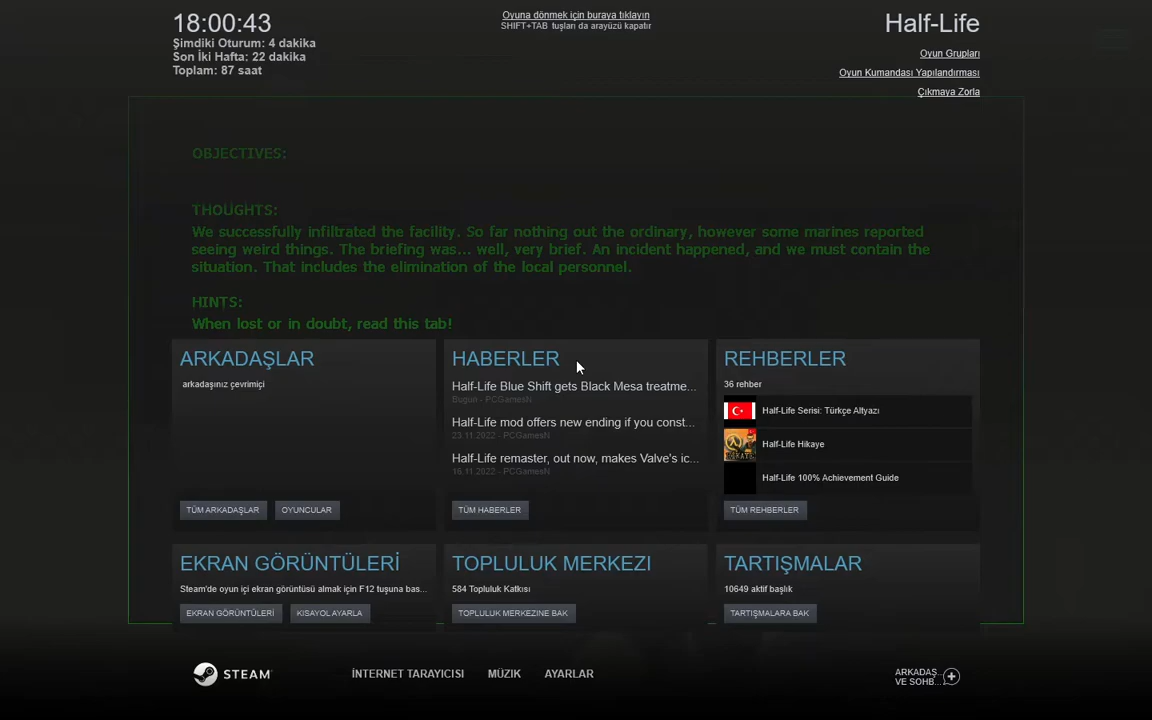 18:00:43
Şimdiki Oturum: 4 dakika
Son İki Hafta: 22 dakika
Toplam: 87 saat
Oyuna dönmek için buraya tıklayın
SHIFT+TAB tuşları da arayüzü kapatır
Half-Life
Oyun Grupları
Oyun Kumandası Yapılandırması
Çıkmaya Zorla
OBJECTIVES:
THOUGHTS:
We successfully infiltrated the facility. So far nothing out the ordinary, however some marines reported
seeing weird things. The briefing was... well, very brief. An incident happened, and we must contain the
situation. That includes the elimination of the local personnel.
HINTS:
When lost or in doubt, read this tab!
ARKADAŞLAR
arkadaşınız çevrimiçi
TÜM ARKADAŞLAR
OYUNCULAR
HABERLER
Half-Life Blue Shift gets Black Mesa treatme...
Bugün - PCGamesN
Half-Life mod offers new ending if you const...
23.11.2022 - PCGamesN
Half-Life remaster, out now, makes Valve's ic...
16.11.2022 - PCGamesN
TÜM HABERLER
REHBERLER
36 rehber
Half-Life Serisi: Türkçe Altyazı
Half-Life Hikaye
Half-Life 100% Achievement Guide
TÜM REHBERLER
EKRAN GÖRÜNTÜLERİ
Steam'de oyun içi ekran görüntüsü almak için F12 tuşuna bas...
EKRAN GÖRÜNTÜLERİ
KISAYOL AYARLA
TOPLULUK MERKEZI
584 Topluluk Katkısı
TOPLULUK MERKEZINE BAK
TARTIŞMALAR
10649 aktif başlık
TARTIŞMALARA BAK
STEAM
İNTERNET TARAYICISI
MÜZIK
AYARLAR
ARKADAŞ...
VE SOHB...